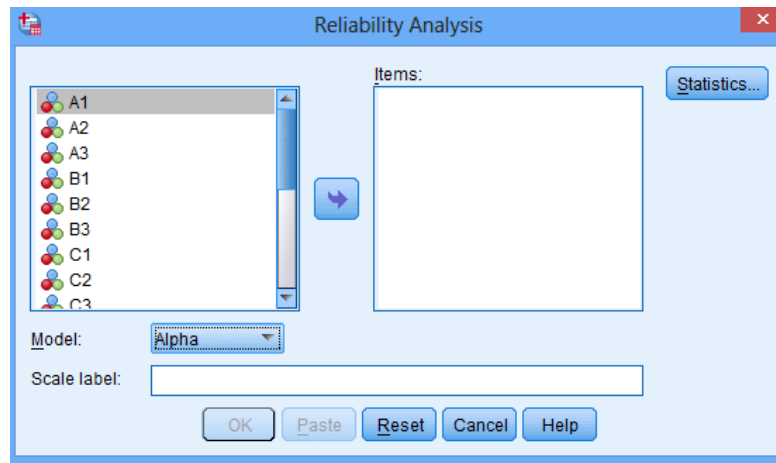 Reliability Analysis
Items:
Statistics...
A1
A2
A3
B1
B2
B3
C1
C2
C3
Model:
Alpha
Scale label:
OK Paste Reset Cancel Help